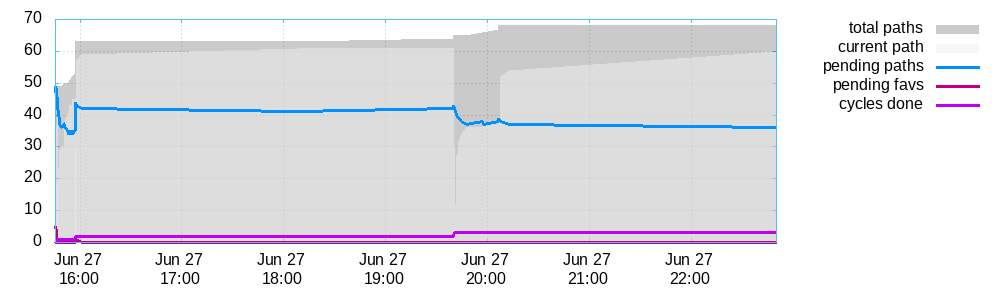 70
60
50
40
30
20
10
0
Jun 27 Jun 27 Jun 27 Jun 27 Jun 27 Jun 27 Jun 27
16:00 17:00 18:00 19:00 20:00 21:00 22:00
total paths
current path
pending paths
pending favs
cycles done